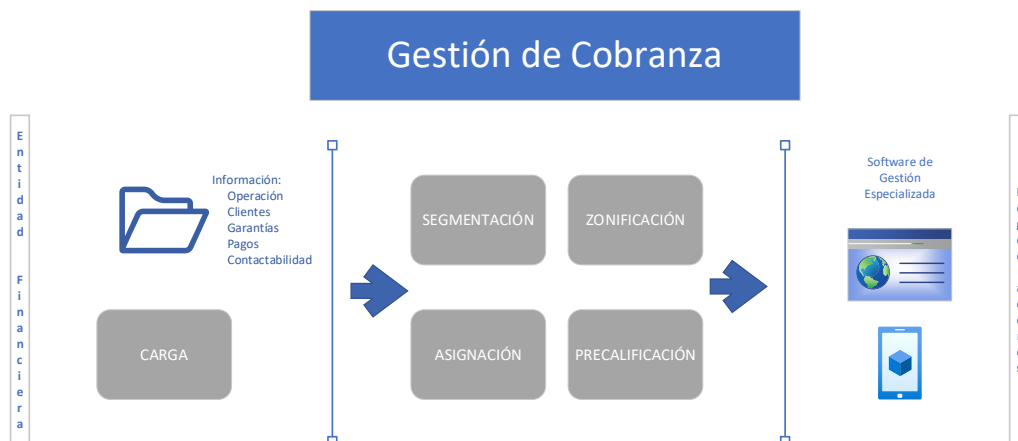 Gestión de Cobranza
Entidad Financiera
Información:
Operación
Clientes
Garantías
Pagos
Contactabilidad
CARGA
SEGMENTACIÓN
ZONIFICACIÓN
ASIGNACIÓN
PRECALIFICACIÓN
Software de
Gestión
Especializada